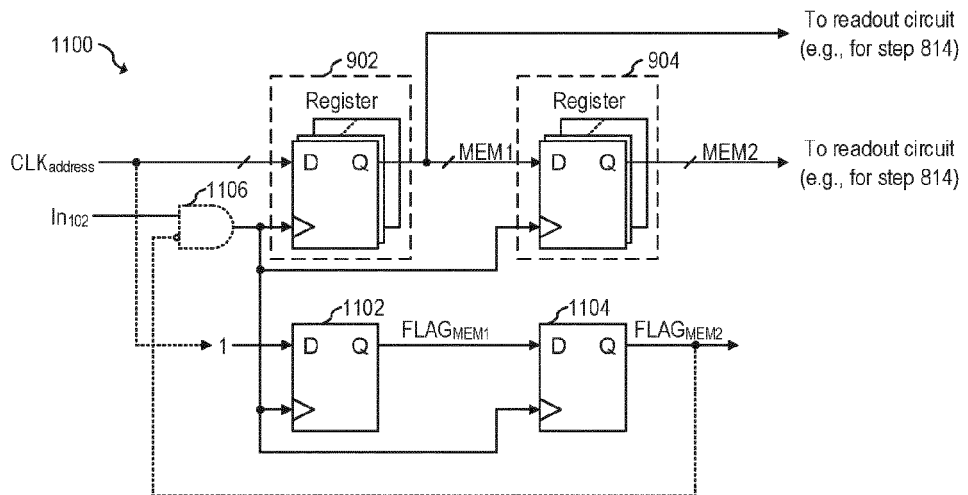 1100
902
904
To readout circuit
(e.g., for step 814)
Register
Register
CLKaddress
D Q
MEM1
D Q
MEM2
To readout circuit
(e.g., for step 814)
1106
In102
1102
1104
1
D Q
FLAGMEM1
D Q
FLAGMEM2